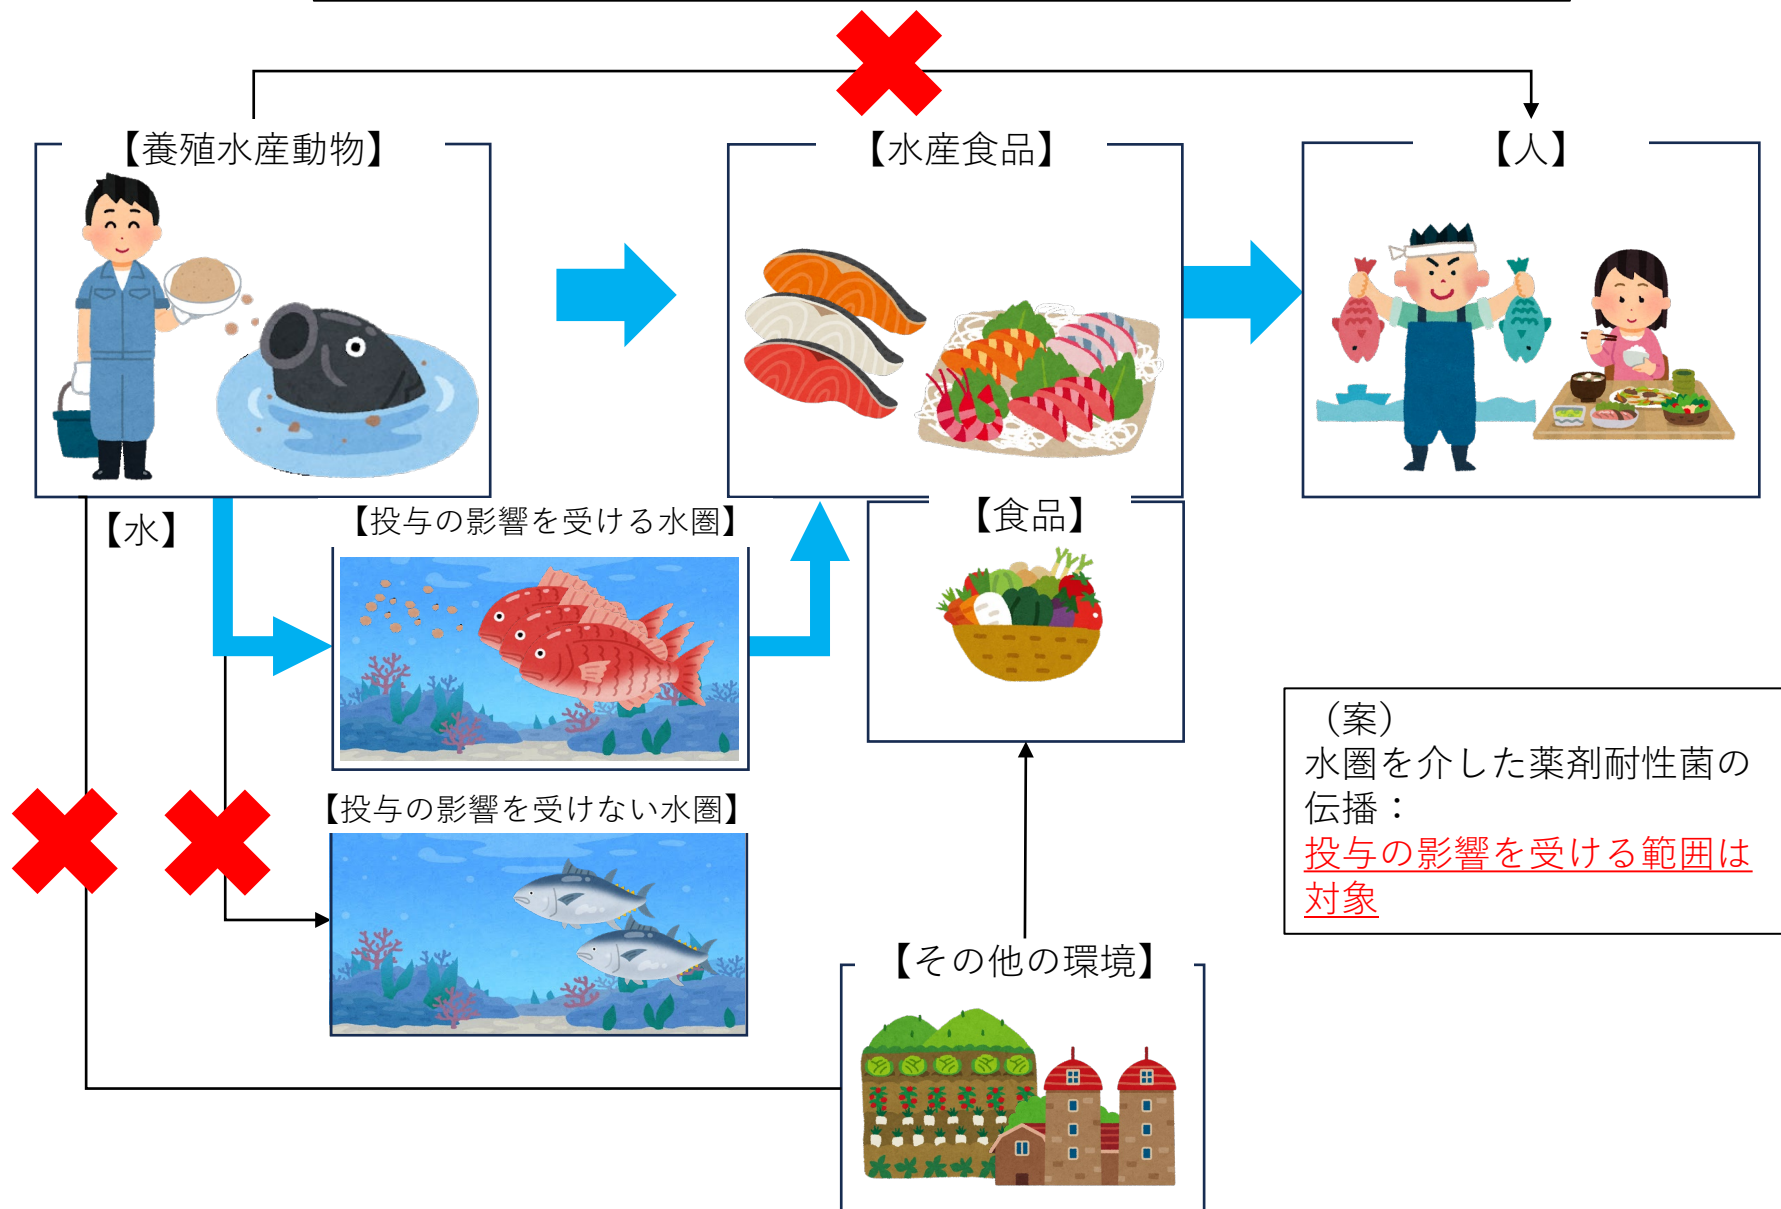 【養殖水産動物】
【水産食品】
【人】
【水】
【投与の影響を受ける水圏】
【食品】
【投与の影響を受けない水圏】
（案）
水圏を介した薬剤耐性菌の
伝播：
投与の影響を受ける範囲は
対象
【その他の環境】